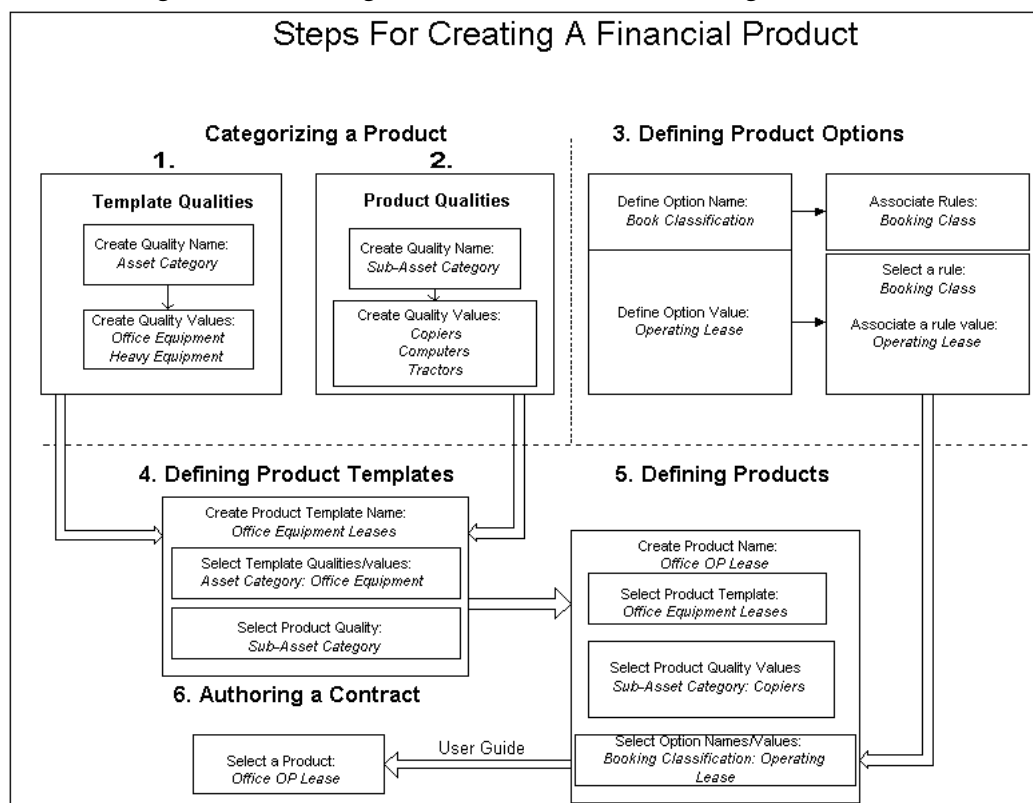 Steps For Creating A Financial Product
Categorizing a Product
1.
2.
3. Defining Product Options
Template Qualities
Create Quality Name:
Asset Category
Create Quality Values:
Office Equipment
Heavy Equipment
Product Qualities
Create Quality Name:
Sub-Asset Category
Create Quality Values:
Copiers
Computers
Tractors
Define Option Name:
Book Classification
Associate Rules:
Booking Class
Define Option Value:
Operating Lease
Select a rule:
Booking Class
Associate a rule value:
Operating Lease
4. Defining Product Templates
Create Product Template Name:
Office Equipment Leases
Select Template Qualities/values:
Asset Category: Office Equipment
Select Product Quality:
Sub-Asset Category
5. Defining Products
Create Product Name:
Office OP Lease
Select Product Template:
Office Equipment Leases
Select Product Quality Values
Sub-Asset Category: Copiers
Select Option Names/Values:
Booking Classification: Operating
Lease
6. Authoring a Contract
User Guide
Select a Product:
Office OP Lease